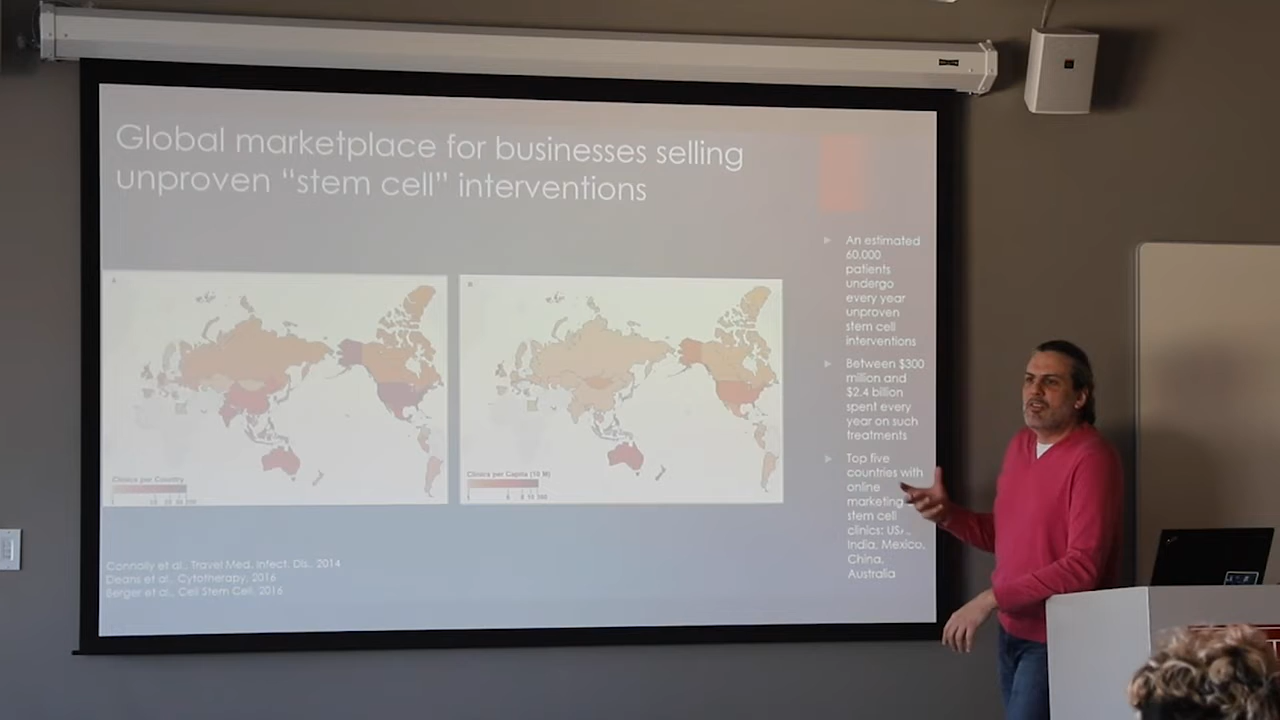 Global marketplace for businesses selling
unproven “stem cell” interventions
An estimated
60,000
patients
undergo
every year
unproven
stem cell
interventions
Between $300
million and
$2.4 billion
spent every
year on such
treatments
Top five
countries with
online
marketing
stem cell
clinics: USA,
India, Mexico,
China,
Australia
A
B
Clinics per Country
Clinics per Capita (10 M)
Connolly et al., Travel Med. Infect. Dis., 2014
Deans et al., Cytotherapy, 2016
Berger et al., Cell Stem Cell, 2016